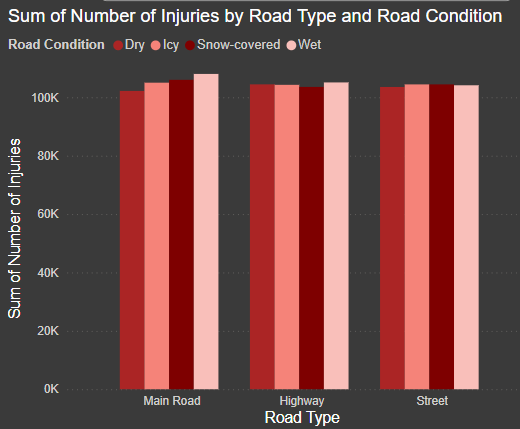 Sum of Number of Injuries by Road Type and Road Condition
Road Condition Dry Icy Snow-covered Wet
Sum of Number of Injuries
100K
80K
60K
40K
20K
0K
Main Road Highway Street
Road Type